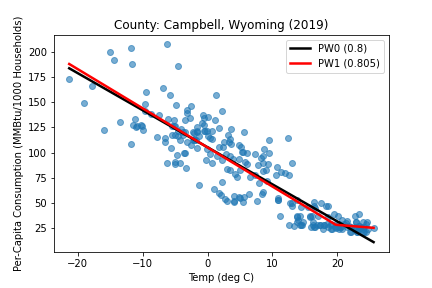 County: Campbell, Wyoming (2019)
PW0 (0.8)
PW1 (0.805)
Per-Capita Consumption (MMBtu/1000 Households)
200
175
150
125
100
75
50
25
−20 −10 0 10 20
Temp (deg C)